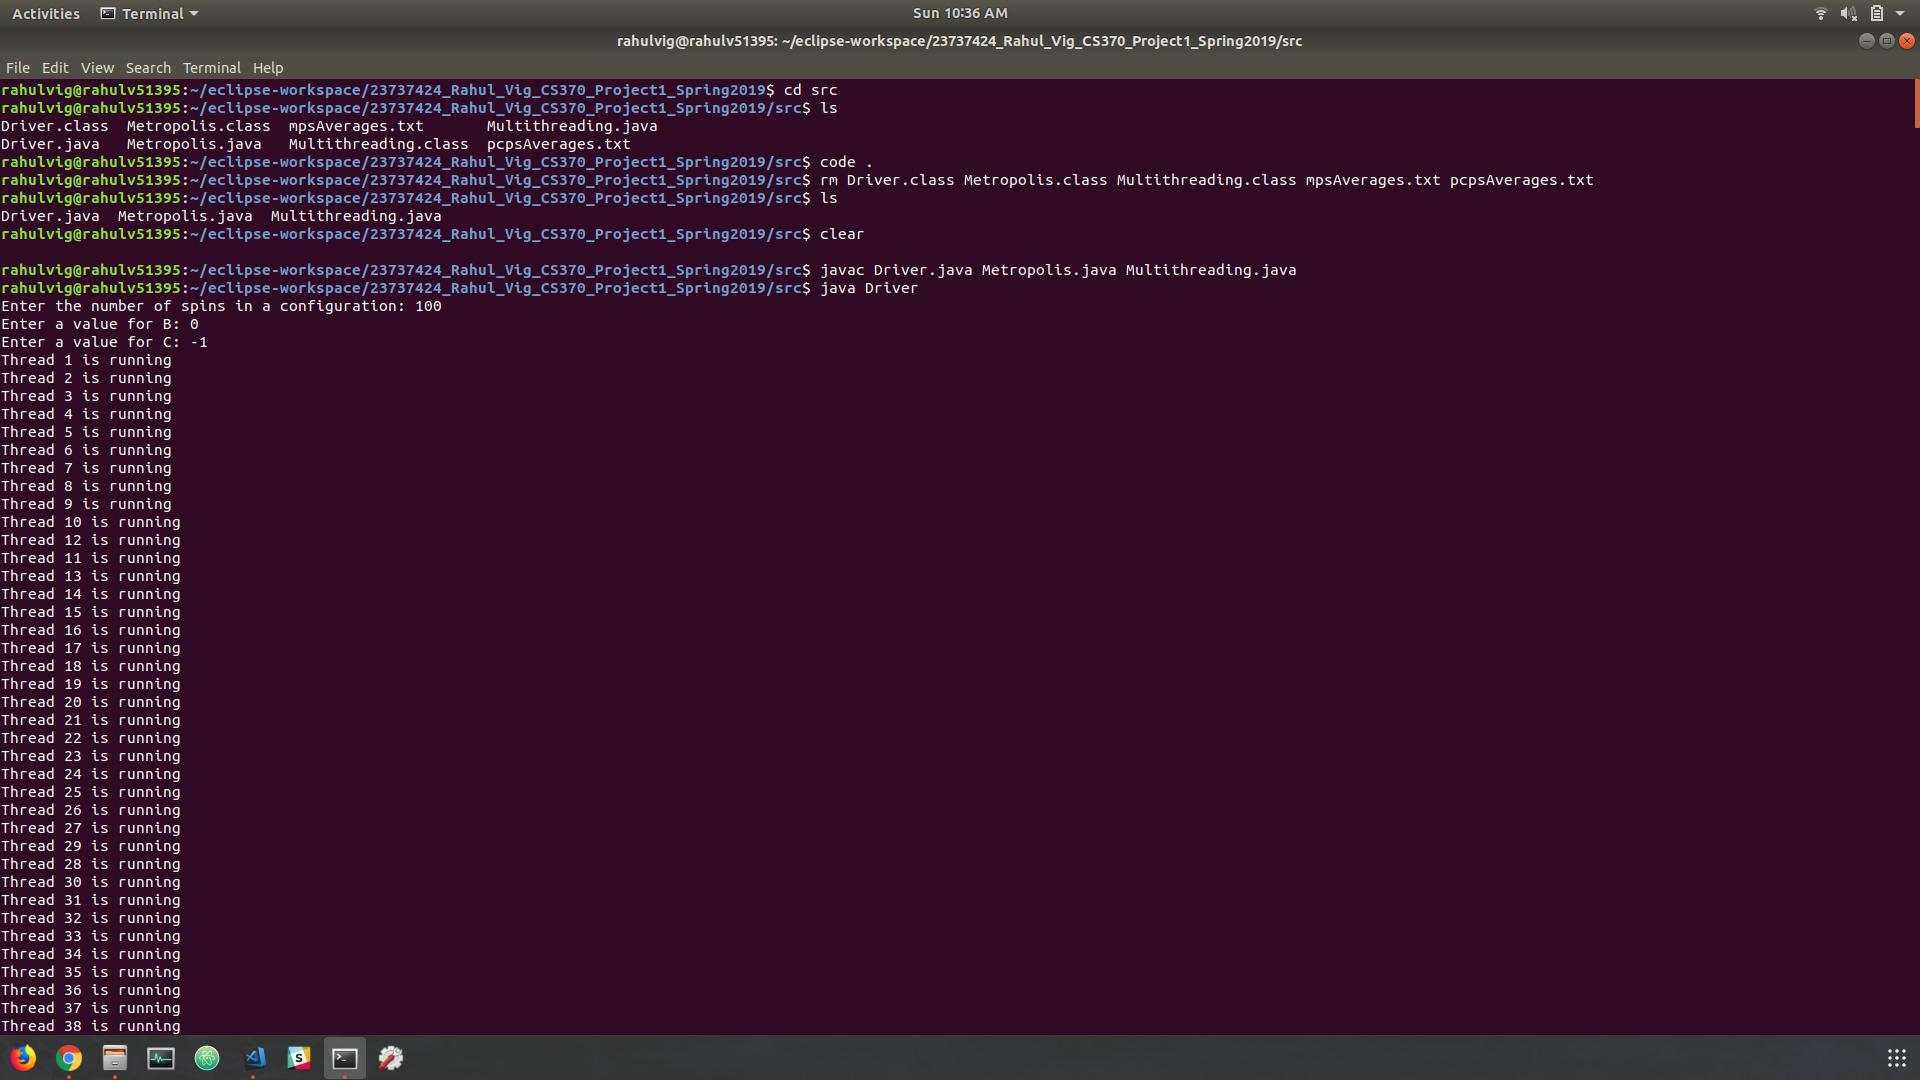 Activities Terminal Sun 10:36 AM
rahulvig@rahulv51395: ~/eclipse-workspace/23737424_Rahul_Vig_CS370_Project1_Spring2019/src
File Edit View Search Terminal Help
rahulvig@rahulv51395:~/eclipse-workspace/23737424_Rahul_Vig_CS370_Project1_Spring2019$ cd src
rahulvig@rahulv51395:~/eclipse-workspace/23737424_Rahul_Vig_CS370_Project1_Spring2019/src$ ls
Driver.class  Metropolis.class  mpsAverages.txt       Multithreading.java
Driver.java   Metropolis.java   Multithreading.class  pcpsAverages.txt
rahulvig@rahulv51395:~/eclipse-workspace/23737424_Rahul_Vig_CS370_Project1_Spring2019/src$ code .
rahulvig@rahulv51395:~/eclipse-workspace/23737424_Rahul_Vig_CS370_Project1_Spring2019/src$ rm Driver.class Metropolis.class Multithreading.class mpsAverages.txt pcpsAverages.txt
rahulvig@rahulv51395:~/eclipse-workspace/23737424_Rahul_Vig_CS370_Project1_Spring2019/src$ ls
Driver.java  Metropolis.java  Multithreading.java
rahulvig@rahulv51395:~/eclipse-workspace/23737424_Rahul_Vig_CS370_Project1_Spring2019/src$ clear
rahulvig@rahulv51395:~/eclipse-workspace/23737424_Rahul_Vig_CS370_Project1_Spring2019/src$ javac Driver.java Metropolis.java Multithreading.java
rahulvig@rahulv51395:~/eclipse-workspace/23737424_Rahul_Vig_CS370_Project1_Spring2019/src$ java Driver
Enter the number of spins in a configuration: 100
Enter a value for B: 0
Enter a value for C: -1
Thread 1 is running
Thread 2 is running
Thread 3 is running
Thread 4 is running
Thread 5 is running
Thread 6 is running
Thread 7 is running
Thread 8 is running
Thread 9 is running
Thread 10 is running
Thread 12 is running
Thread 11 is running
Thread 13 is running
Thread 14 is running
Thread 15 is running
Thread 16 is running
Thread 17 is running
Thread 18 is running
Thread 19 is running
Thread 20 is running
Thread 21 is running
Thread 22 is running
Thread 23 is running
Thread 24 is running
Thread 25 is running
Thread 26 is running
Thread 27 is running
Thread 29 is running
Thread 28 is running
Thread 30 is running
Thread 31 is running
Thread 32 is running
Thread 33 is running
Thread 34 is running
Thread 35 is running
Thread 36 is running
Thread 37 is running
Thread 38 is running